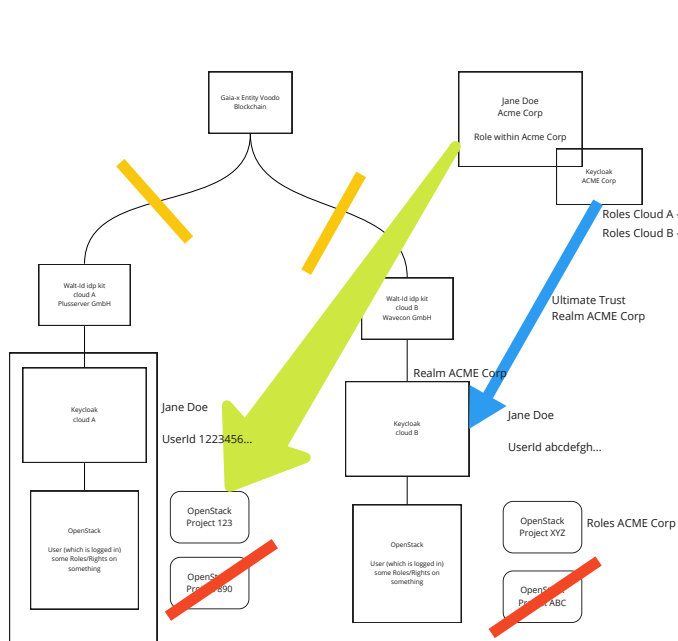 Gaia-x Entity Voodo
Blockchain
Jane Doe
Acme Corp
Role within Acme Corp
Keycloak
ACME Corp
Roles Cloud A -
Roles Cloud B -
Walt-Id idp kit
cloud A
Plusserver GmbH
Walt-Id idp kit
cloud B
Wavecon GmbH
Ultimate Trust
Realm ACME Corp
Realm ACME Corp
Keycloak
cloud A
Jane Doe
UserId 1223456...
Keycloak
cloud B
Jane Doe
UserId abcdefgh...
OpenStack
User (which is logged in)
some Roles/Rights on
something
OpenStack
Project 123
OpenStack
890
OpenStack
User (which is logged in)
some Roles/Rights on
something
OpenStack
Project XYZ
Roles ACME Corp
ABC